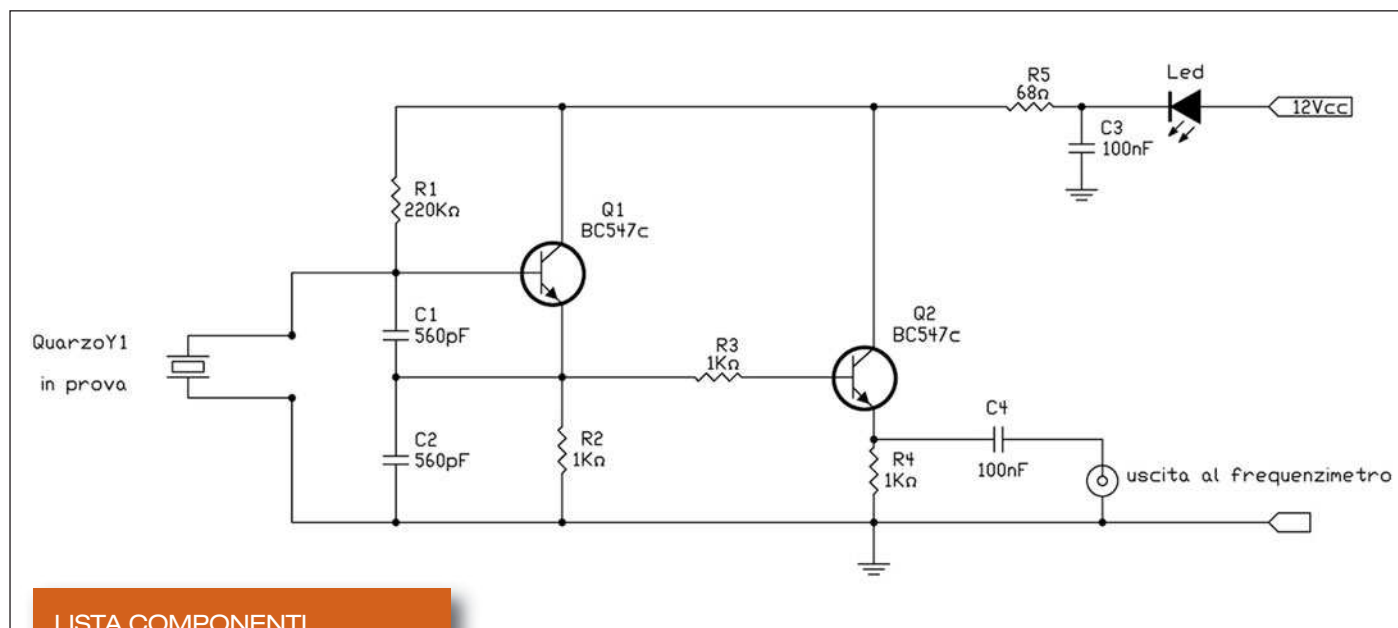 R5
68Ω
Led
12Vcc
C3
100nF
R1
220KΩ
Q1
BC547c
C1
560pF
QuarzoY1
in prova
R3
1KΩ
Q2
BC547c
C2
560pF
R2
1KΩ
C4
100nF
R4
1KΩ
uscita al frequenzimetro
LISTA COMPONENTI